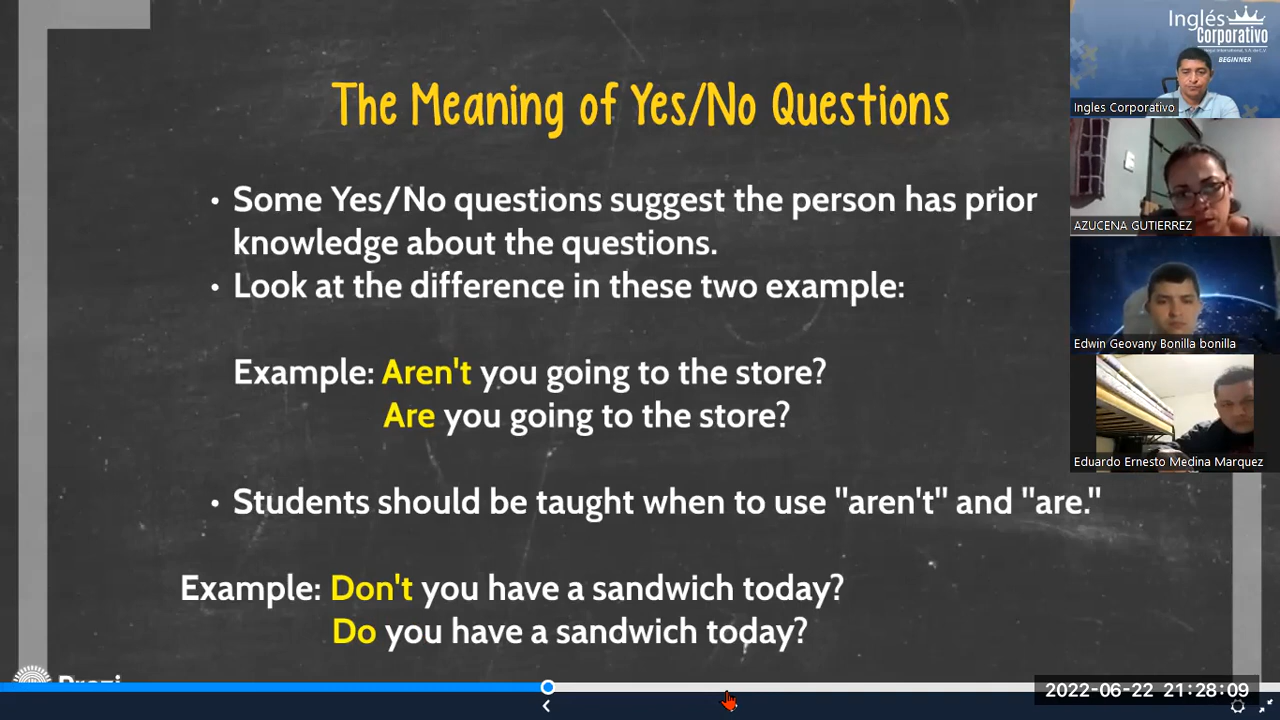 The Meaning of Yes/No Questions
• Some Yes/No questions suggest the person has prior
knowledge about the questions.
• Look at the difference in these two example:
Example: Aren't you going to the store?
Are you going to the store?
• Students should be taught when to use "aren't" and "are."
Example: Don't you have a sandwich today?
Do you have a sandwich today?
Prezi
Inglés
Corporativo
BEGINNER
Ingles Corporativo
AZUCENA GUTIERREZ
Edwin Geovany Bonilla bonilla
Eduardo Ernesto Medina Marquez
2022-06-22 21:28:09